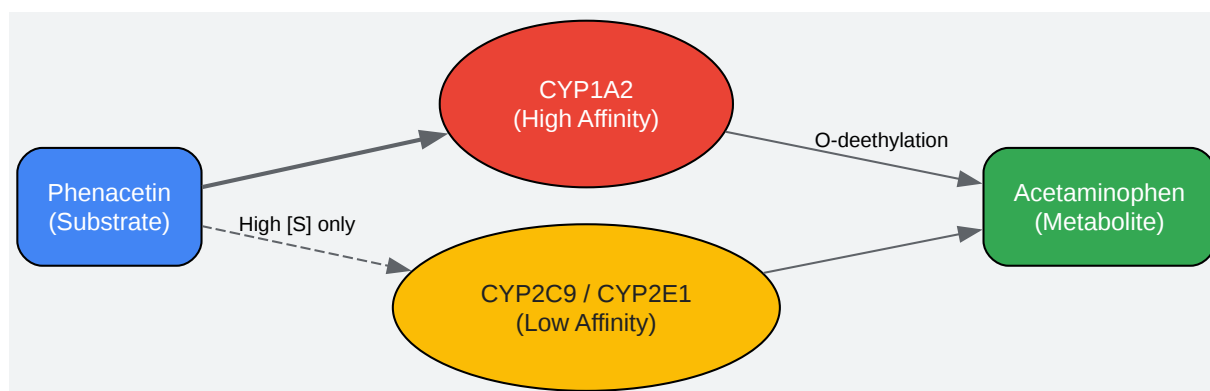 Phenacetin
(Substrate)
High [S] only
CYP1A2
(High Affinity)
CYP2C9 / CYP2E1
(Low Affinity)
O-deethylation
Acetaminophen
(Metabolite)